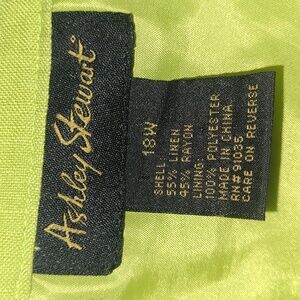 Ashley Stewart
18W
SHELL:
55% LINEN
45% RAYON
LINING:
100% POLYESTER
MADE IN CHINA
RN# 91035
CARE ON REVERSE